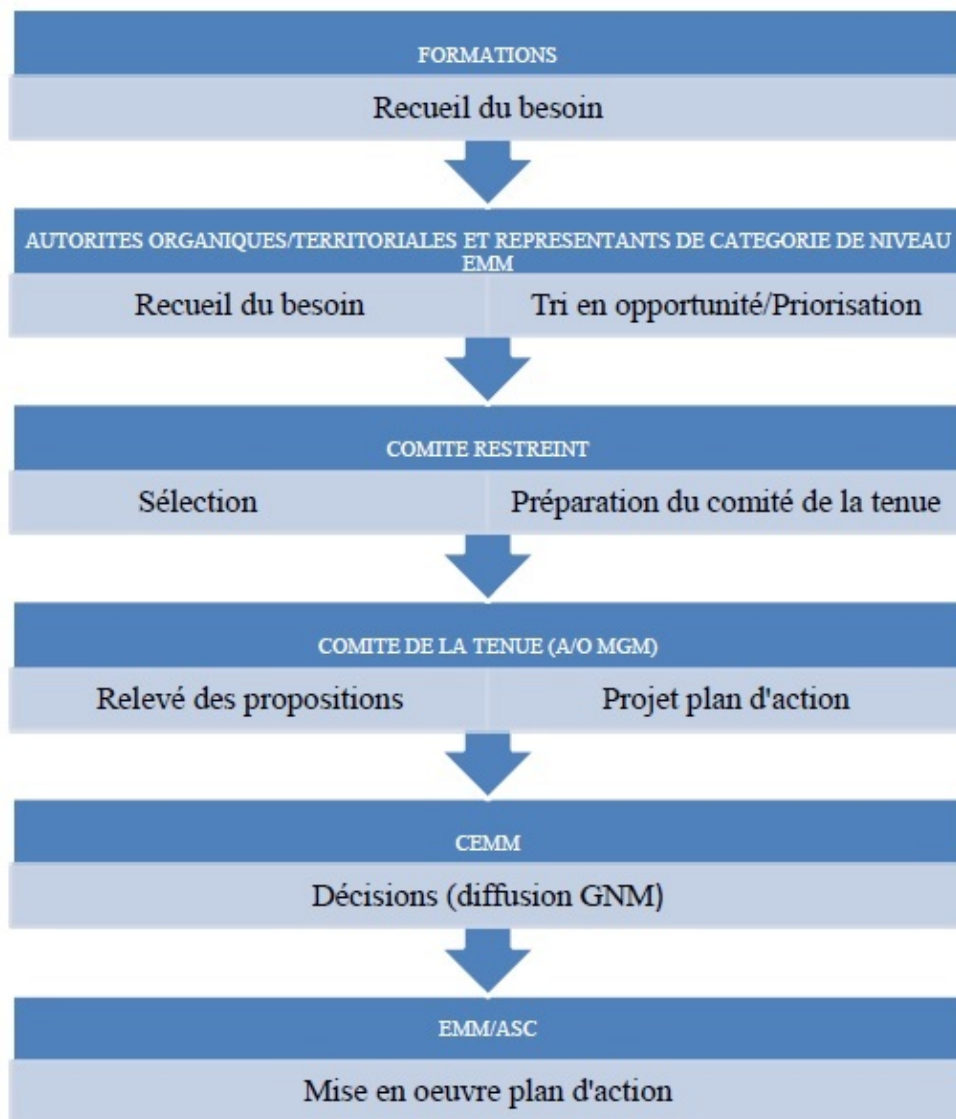 FORMATIONS
Recueil du besoin
AUTORITES ORGANIQUES/TERRITORIALES ET REPRESENTANTS DE CATEGORIE DE NIVEAU
EMM
Recueil du besoin
Tri en opportunité/Priorisation
COMITE RESTREINT
Sélection
Préparation du comité de la tenue
COMITE DE LA TENUE (A/O MGM)
Relevé des propositions
Projet plan d'action
CEMM
Décisions (diffusion GNM)
EMM/ASC
Mise en oeuvre plan d'action